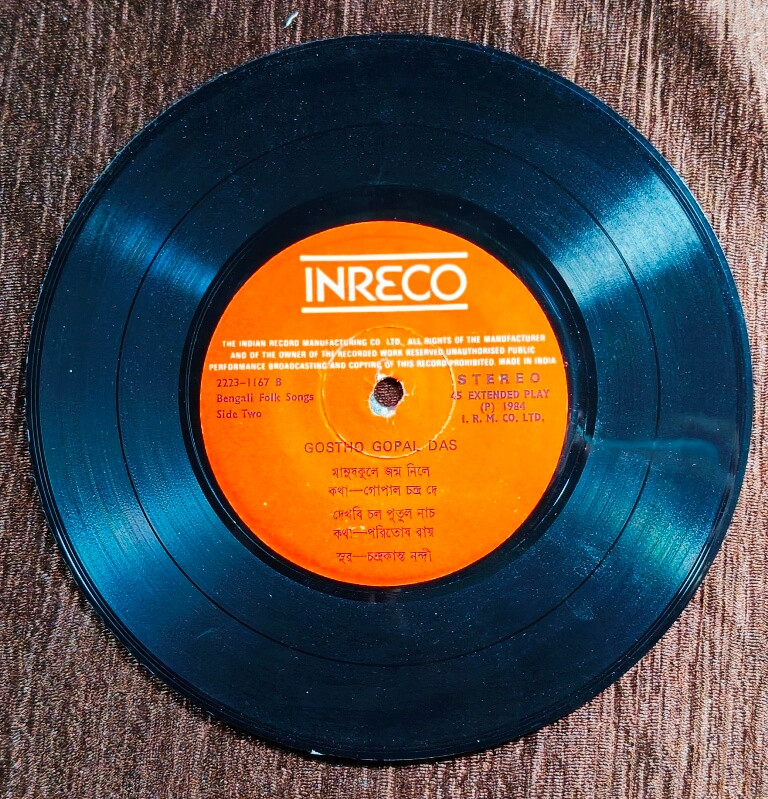 INRECO
THE INDIAN RECORD MANUFACTURING CO LTD., ALL RIGHTS OF THE MANUFACTURER
AND OF THE OWNER OF THE RECORDED WORK RESERVED UNAUTHORISED PUBLIC
PERFORMANCE BROADCASTING AND COPYING OF THIS RECORD PROHIBITED. MADE IN INDIA
2223-1167 B
Bengali Folk Songs
Side Two
STEREO
45 EXTENDED PLAY
(P) 1984
I. R. M. CO. LTD.
GOSTHO GOPAL DAS
মানুষকুলে জন্ম নিলে
কথা—গোপাল চন্দ্র দে
দেখবি চল পুতুল নাচ
কথা—পরিতোষ রায়
সুর—চন্দ্রকান্ত নন্দী